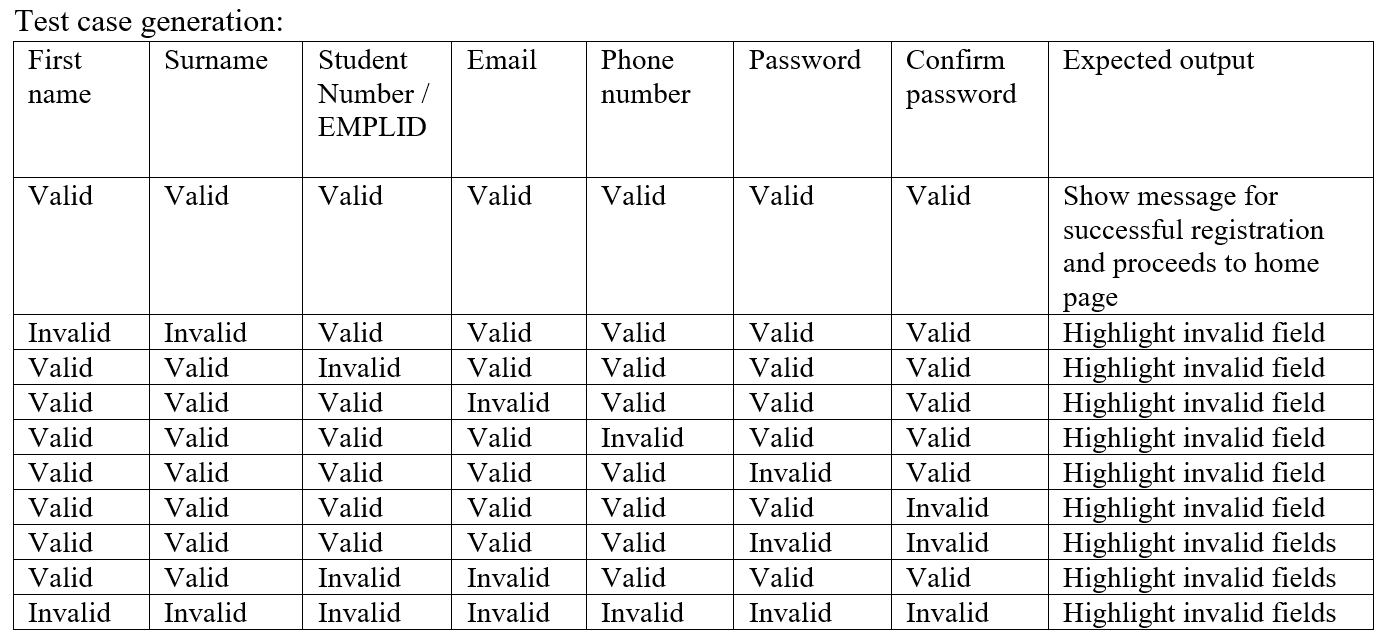 Test case generation:
First name Surname Student Number / EMPLID Email Phone number Password Confirm password Expected output
Valid Valid Valid Valid Valid Valid Valid Show message for successful registration and proceeds to home page
Invalid Invalid Valid Valid Valid Valid Valid Highlight invalid field
Valid Valid Invalid Valid Valid Valid Valid Highlight invalid field
Valid Valid Valid Invalid Valid Valid Valid Highlight invalid field
Valid Valid Valid Valid Invalid Valid Valid Highlight invalid field
Valid Valid Valid Valid Valid Invalid Valid Highlight invalid field
Valid Valid Valid Valid Valid Valid Invalid Highlight invalid field
Valid Valid Valid Valid Valid Invalid Invalid Highlight invalid fields
Valid Valid Invalid Invalid Valid Valid Valid Highlight invalid fields
Invalid Invalid Invalid Invalid Invalid Invalid Invalid Highlight invalid fields